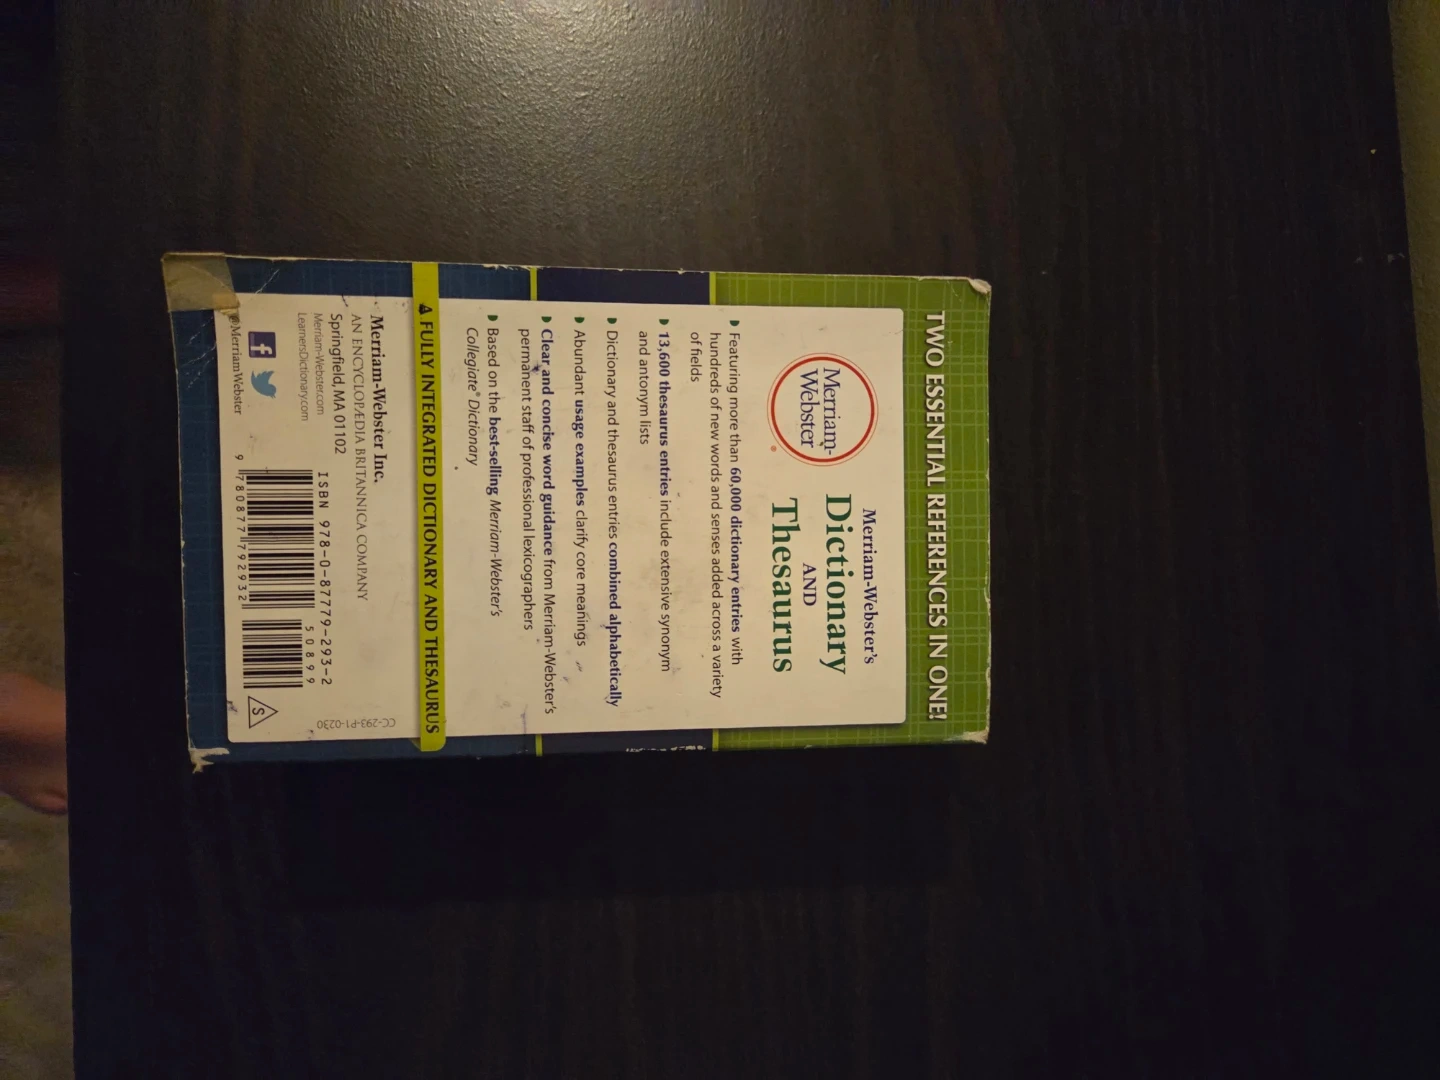 TWO ESSENTIAL REFERENCES IN ONE!
Merriam-
Webster
®
Merriam-Webster's
Dictionary
AND
Thesaurus
Featuring more than 60,000 dictionary entries with
hundreds of new words and senses added across a variety
of fields
13,600 thesaurus entries include extensive synonym
and antonym lists
Dictionary and thesaurus entries combined alphabetically
Abundant usage examples clarify core meanings
Clear and concise word guidance from Merriam-Webster's
permanent staff of professional lexicographers
Based on the best-selling Merriam-Webster's
Collegiate® Dictionary
FULLY INTEGRATED DICTIONARY AND THESAURUS
Merriam-Webster Inc.
AN ENCYCLOPÆDIA BRITANNICA COMPANY
Springfield, MA 01102
Merriam-Webster.com
LearnersDictionary.com
f
@MerriamWebster
ISBN 978-0-87779-293-2
50899
9 780877 792932
S
CC-293-P1-0230